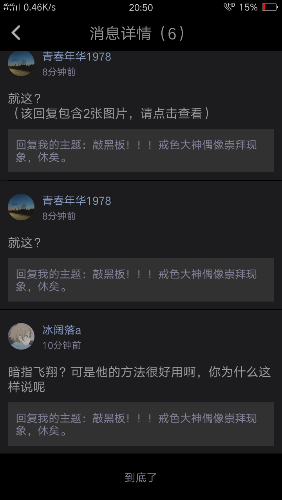 0.46K/s 20:50 15%
消息详情（6）
青春年华1978
8分钟前
就这？
（该回复包含2张图片，请点击查看）
回复我的主题：敲黑板！！！戒色大神偶像崇拜现
象，休矣。
青春年华1978
9分钟前
就这？
回复我的主题：敲黑板！！！戒色大神偶像崇拜现
象，休矣。
冰阔落a
10分钟前
暗指飞翔？可是他的方法很好用啊，你为什么这
样说呢
回复我的主题：敲黑板！！！戒色大神偶像崇拜现
象，休矣。
到底了